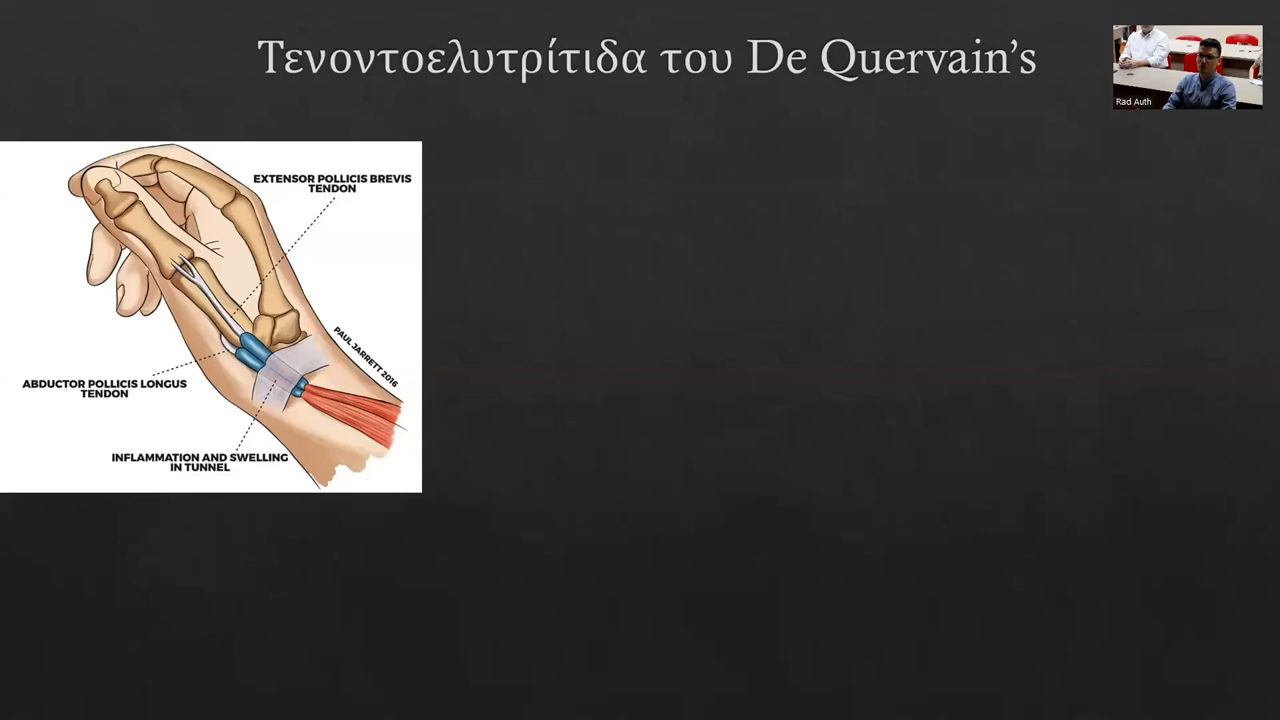 Τενοντοελυτρίτιδα του De Quervain’s
Rad Auth
EXTENSOR POLLICIS BREVIS
TENDON
PAUL JARRETT 2016
ABDUCTOR POLLICIS LONGUS
TENDON
INFLAMMATION AND SWELLING
IN TUNNEL